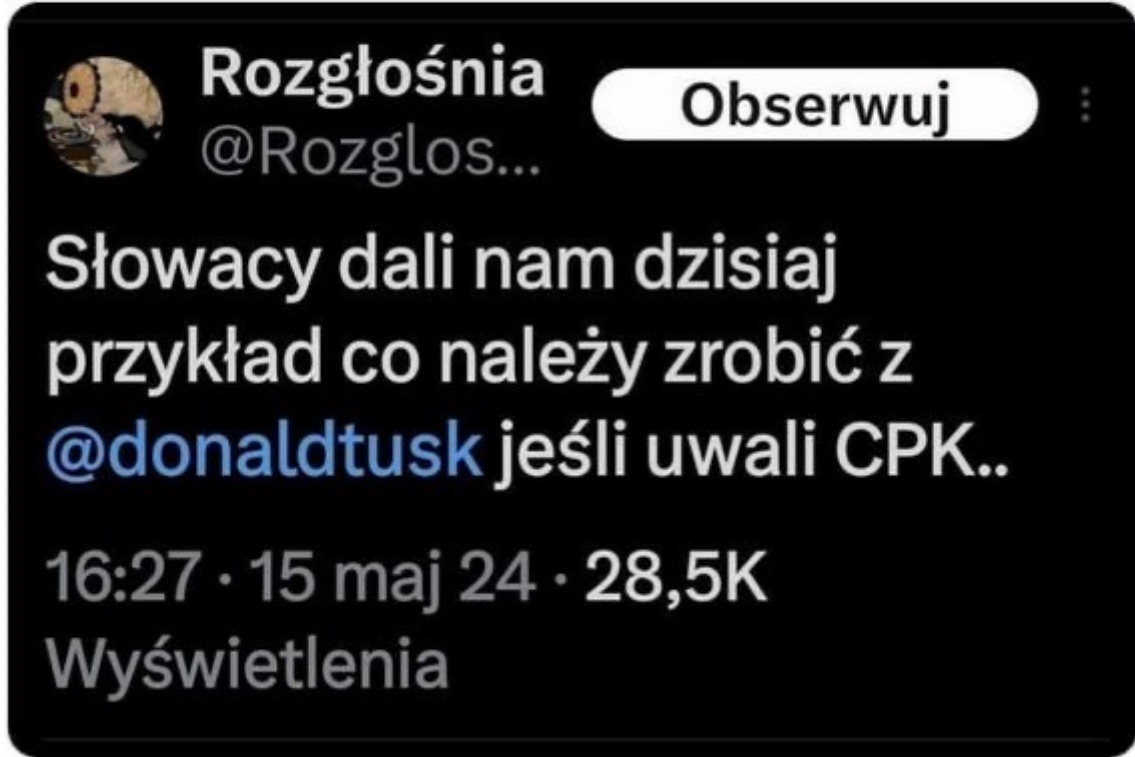 Rozgłośnia
Obserwuj
@Rozglos...
Słowacy dali nam dzisiaj
przykład co należy zrobić z
@donaldtusk jeśli uwali CPK..
16:27 · 15 maj 24 · 28,5K
Wyświetlenia